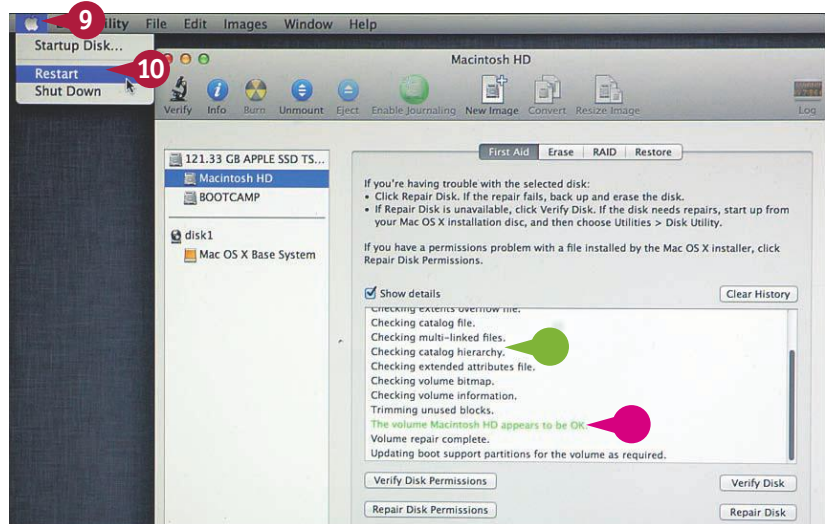 9
File Edit Images Window Help
Startup Disk...
Restart
10
Shut Down
Macintosh HD
Verify Info Burn Unmount Eject Enable Journaling New Image Convert Resize Image Log
First Aid Erase RAID Restore
121.33 GB APPLE SSD TS...
Macintosh HD
BOOTCAMP
disk1
Mac OS X Base System
If you're having trouble with the selected disk:
• Click Repair Disk. If the repair fails, back up and erase the disk.
• If Repair Disk is unavailable, click Verify Disk. If the disk needs repairs, start up from
your Mac OS X installation disc, and then choose Utilities > Disk Utility.
If you have a permissions problem with a file installed by the Mac OS X installer, click
Repair Disk Permissions.
Show details
Clear History
Checking extents overflow file.
Checking catalog file.
Checking multi-linked files.
Checking catalog hierarchy.
Checking extended attributes file.
Checking volume bitmap.
Checking volume information.
Trimming unused blocks.
The volume Macintosh HD appears to be OK.
Volume repair complete.
Updating boot support partitions for the volume as required.
Verify Disk Permissions
Verify Disk
Repair Disk Permissions
Repair Disk